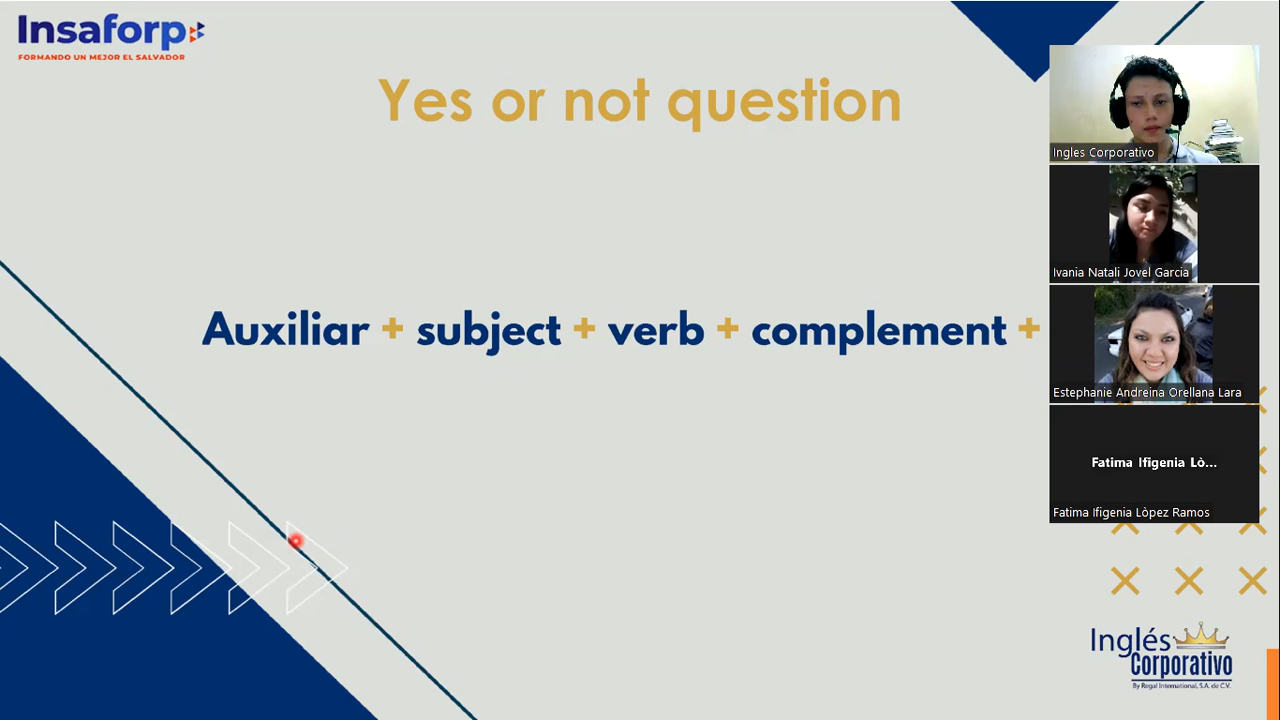 Insaforp
FORMANDO UN MEJOR EL SALVADOR
Yes or not question
Auxiliar + subject + verb + complement +
Ingles Corporativo
Ivania Natali Jovel Garcia
Estephanie Andreina Orellana Lara
Fatima Ifigenia Lò...
Fatima Ifigenia Lòpez Ramos
Inglés
Corporativo
By Regal International, S.A. de C.V.